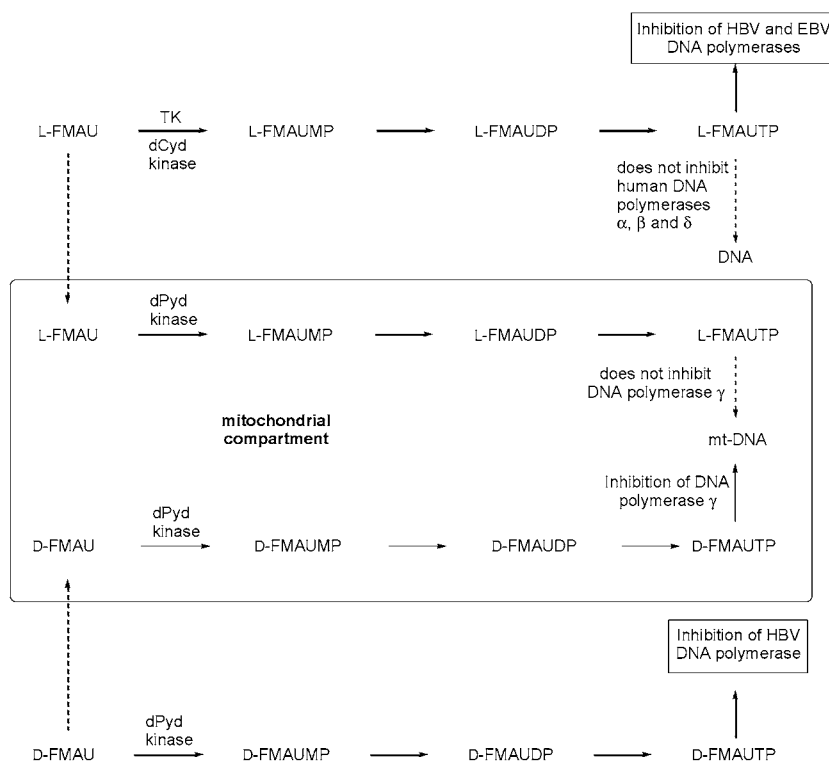 Inhibition of HBV and EBV
DNA polymerases
TK
L-FMAU L-FMAUMP L-FMAUDP L-FMAUTP
dCyd
kinase
does not inhibit
human DNA
polymerases
α, β and δ
DNA
dPyd
kinase
L-FMAU L-FMAUMP L-FMAUDP L-FMAUTP
does not inhibit
DNA polymerase γ
mitochondrial
compartment
mt-DNA
Inhibition of DNA
polymerase γ
dPyd
kinase
D-FMAU D-FMAUMP D-FMAUDP D-FMAUTP
Inhibition of HBV
DNA polymerase
dPyd
kinase
D-FMAU D-FMAUMP D-FMAUDP D-FMAUTP